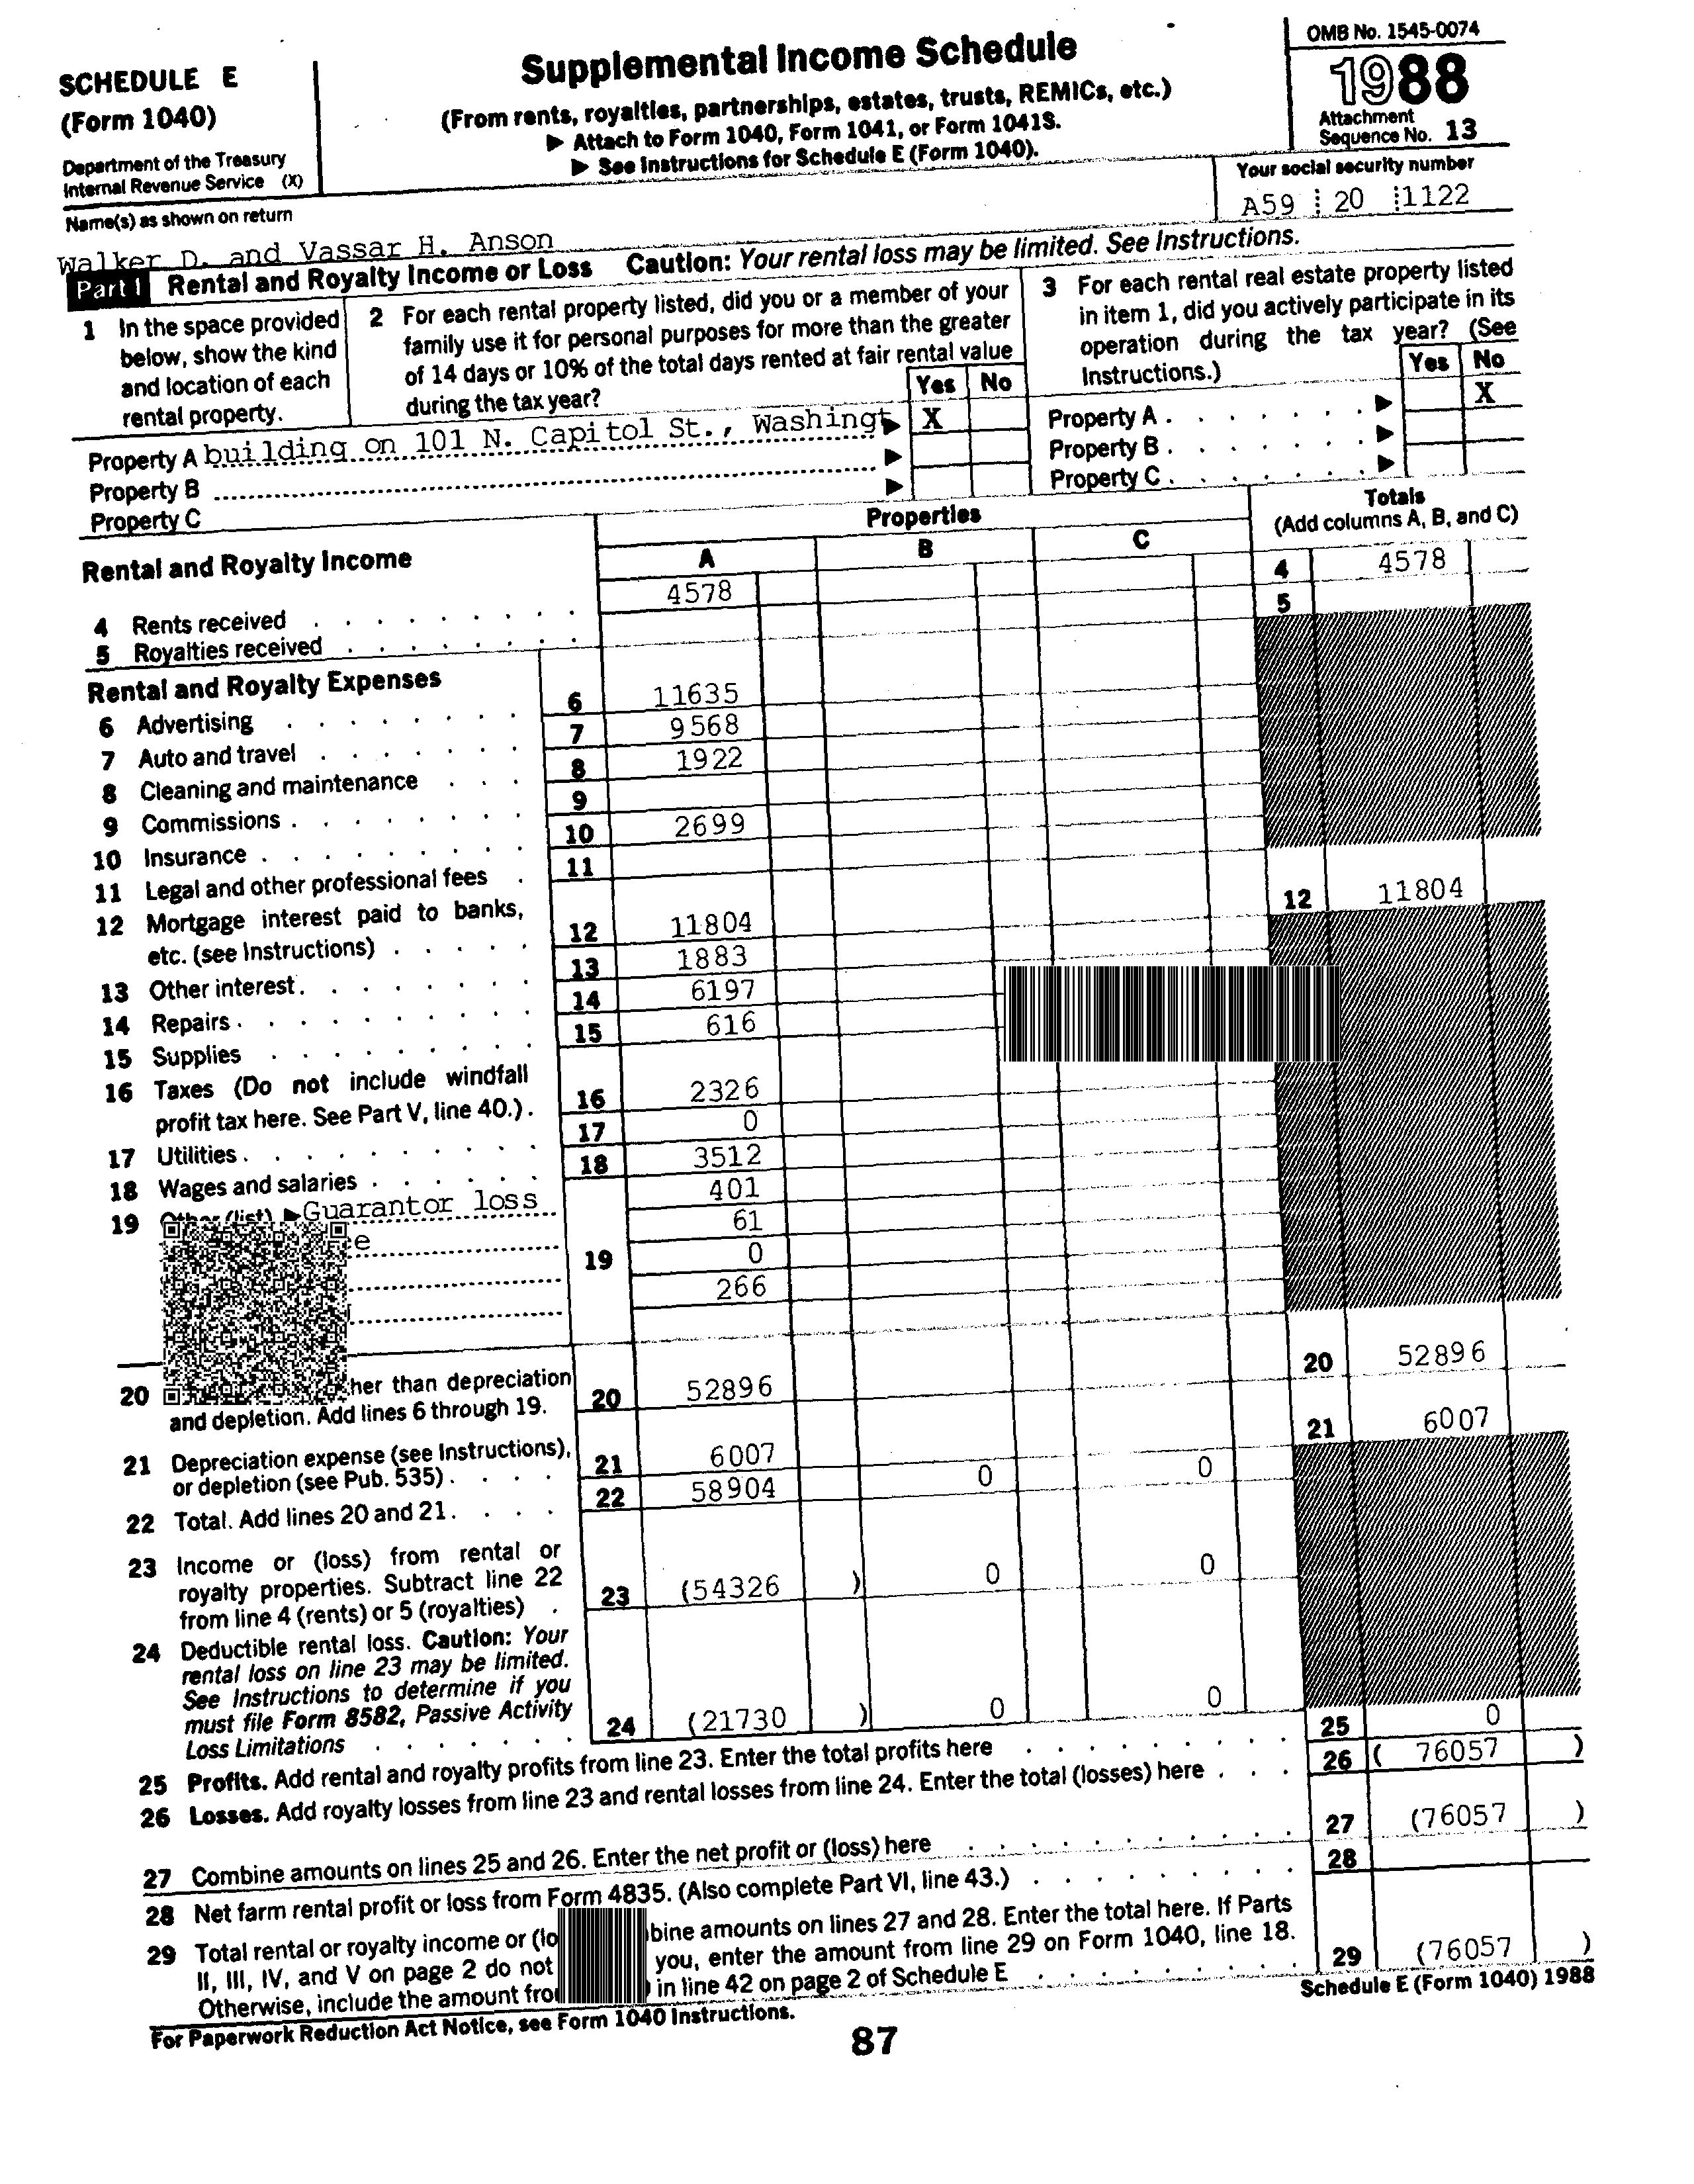 SCHEDULE E
(Form 1040)
Department of the Treasury
Internal Revenue Service (X)
Supplemental Income Schedule
(From rents, royalties, partnerships, estates, trusts, REMICs, etc.)
▶ Attach to Form 1040, Form 1041, or Form 1041S.
▶ See Instructions for Schedule E (Form 1040).
OMB No. 1545-0074
1988
Attachment
Sequence No. 13
Name(s) as shown on return
Walker D. and Vassar H. Anson
Your social security number
A59 20 1122
Part I Rental and Royalty Income or Loss Caution: Your rental loss may be limited. See Instructions.
1 In the space provided
below, show the kind
and location of each
rental property.
2 For each rental property listed, did you or a member of your
family use it for personal purposes for more than the greater
of 14 days or 10% of the total days rented at fair rental value
during the tax year?
Yes No
3 For each rental real estate property listed
in item 1, did you actively participate in its
operation during the tax year? (See
Instructions.)
Yes No
Property A building on 101 N. Capitol St., Washingt ▶ X
Property B ▶
Property C ▶
Property A . . . . . . . ▶ X
Property B . . . . . . . ▶
Property C . . . . . . . ▶
Rental and Royalty Income
Properties
A B C
Totals
(Add columns A, B, and C)
4 Rents received 4578 4 4578
5 Royalties received 5
Rental and Royalty Expenses
6 Advertising 6 11635
7 Auto and travel 7 9568
8 Cleaning and maintenance 8 1922
9 Commissions 9
10 Insurance 10 2699
11 Legal and other professional fees 11
12 Mortgage interest paid to banks,
etc. (see Instructions) 12 11804 12 11804
13 Other interest 13 1883
14 Repairs 14 6197
15 Supplies 15 616
16 Taxes (Do not include windfall
profit tax here. See Part V, line 40.) 16 2326
17 Utilities 17 0
18 Wages and salaries 18 3512
19 Other (list) ▶ Guarantor loss 401
e 61
19 0
266
20 her than depreciation
and depletion. Add lines 6 through 19. 20 52896 20 52896
21 Depreciation expense (see Instructions),
or depletion (see Pub. 535) 21 6007 21 6007
22 Total. Add lines 20 and 21 22 58904 0 0
23 Income or (loss) from rental or
royalty properties. Subtract line 22
from line 4 (rents) or 5 (royalties) 23 (54326 ) 0 0
24 Deductible rental loss. Caution: Your
rental loss on line 23 may be limited.
See Instructions to determine if you
must file Form 8582, Passive Activity
Loss Limitations 24 (21730 ) 0 0
25 Profits. Add rental and royalty profits from line 23. Enter the total profits here 25 0
26 Losses. Add royalty losses from line 23 and rental losses from line 24. Enter the total (losses) here 26 ( 76057 )
27 Combine amounts on lines 25 and 26. Enter the net profit or (loss) here 27 (76057 )
28 Net farm rental profit or loss from Form 4835. (Also complete Part VI, line 43.) 28
29 Total rental or royalty income or (lo bine amounts on lines 27 and 28. Enter the total here. If Parts
II, III, IV, and V on page 2 do not you, enter the amount from line 29 on Form 1040, line 18.
Otherwise, include the amount fro in line 42 on page 2 of Schedule E 29 (76057 )
For Paperwork Reduction Act Notice, see Form 1040 Instructions.
Schedule E (Form 1040) 1988
87